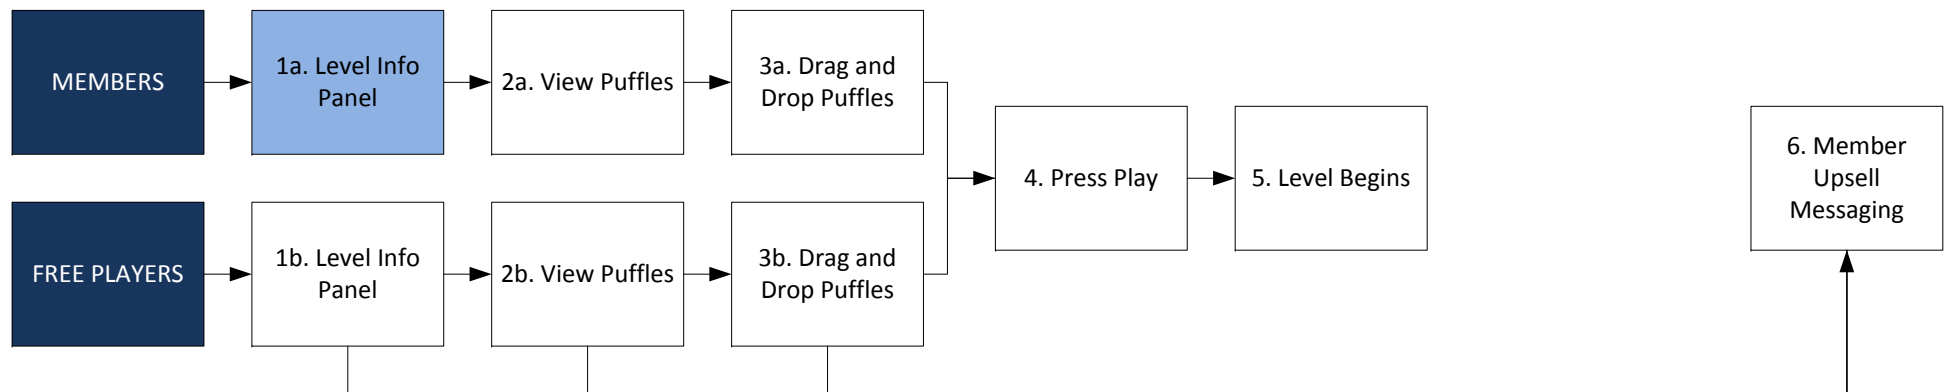 MEMBERS
1a. Level Info
Panel
2a. View Puffles
3a. Drag and
Drop Puffles
4. Press Play
5. Level Begins
6. Member
Upsell
Messaging
FREE PLAYERS
1b. Level Info
Panel
2b. View Puffles
3b. Drag and
Drop Puffles